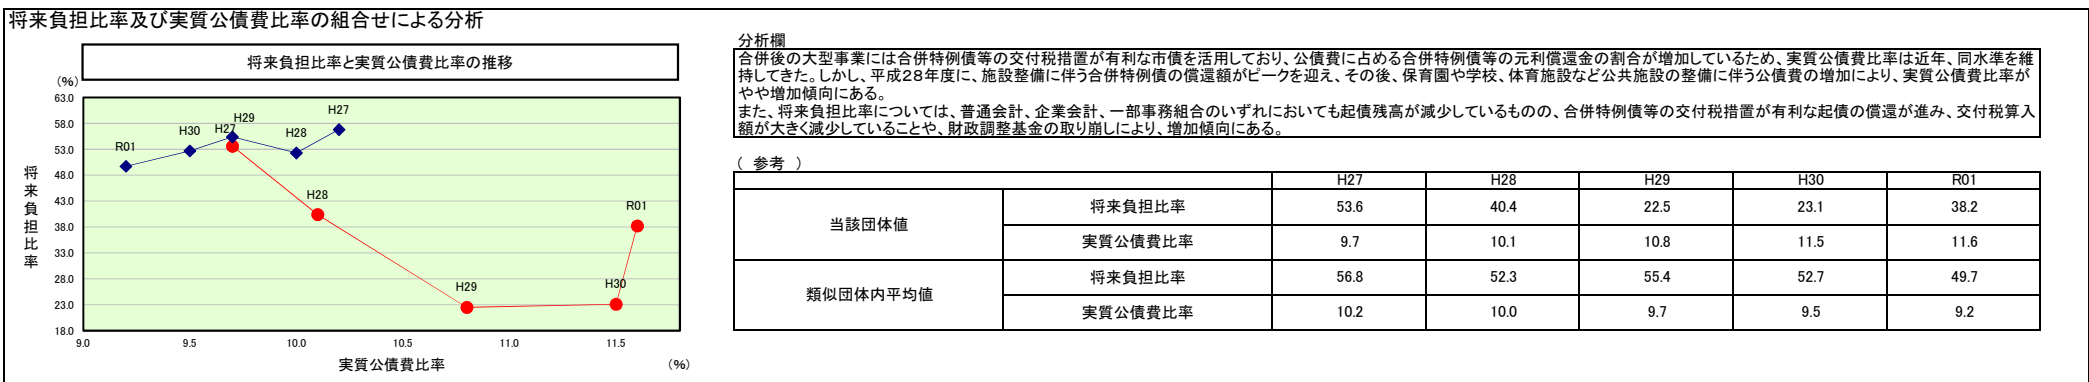 将来負担比率及び実質公債費比率の組合せによる分析
将来負担比率と実質公債費比率の推移
(%)
63.0
58.0
53.0
48.0
43.0
38.0
33.0
28.0
23.0
18.0
将来負担比率
R01
H30
H27
H29
H28
H27
H28
H29
H30
R01
9.0
9.5
10.0
10.5
11.0
11.5
実質公債費比率
(%)
分析欄
合併後の大型事業には合併特例債等の交付税措置が有利な市債を活用しており、公債費に占める合併特例債等の元利償還金の割合が増加しているため、実質公債費比率は近年、同水準を維
持してきた。しかし、平成28年度に、施設整備に伴う合併特例債の償還額がピークを迎え、その後、保育園や学校、体育施設など公共施設の整備に伴う公債費の増加により、実質公債費比率が
やや増加傾向にある。
また、将来負担比率については、普通会計、企業会計、一部事務組合のいずれにおいても起債残高が減少しているものの、合併特例債等の交付税措置が有利な起債の償還が進み、交付税算入
額が大きく減少していることや、財政調整基金の取り崩しにより、増加傾向にある。
( 参考 )
H27 H28 H29 H30 R01
当該団体値
将来負担比率 53.6 40.4 22.5 23.1 38.2
実質公債費比率 9.7 10.1 10.8 11.5 11.6
類似団体内平均値
将来負担比率 56.8 52.3 55.4 52.7 49.7
実質公債費比率 10.2 10.0 9.7 9.5 9.2